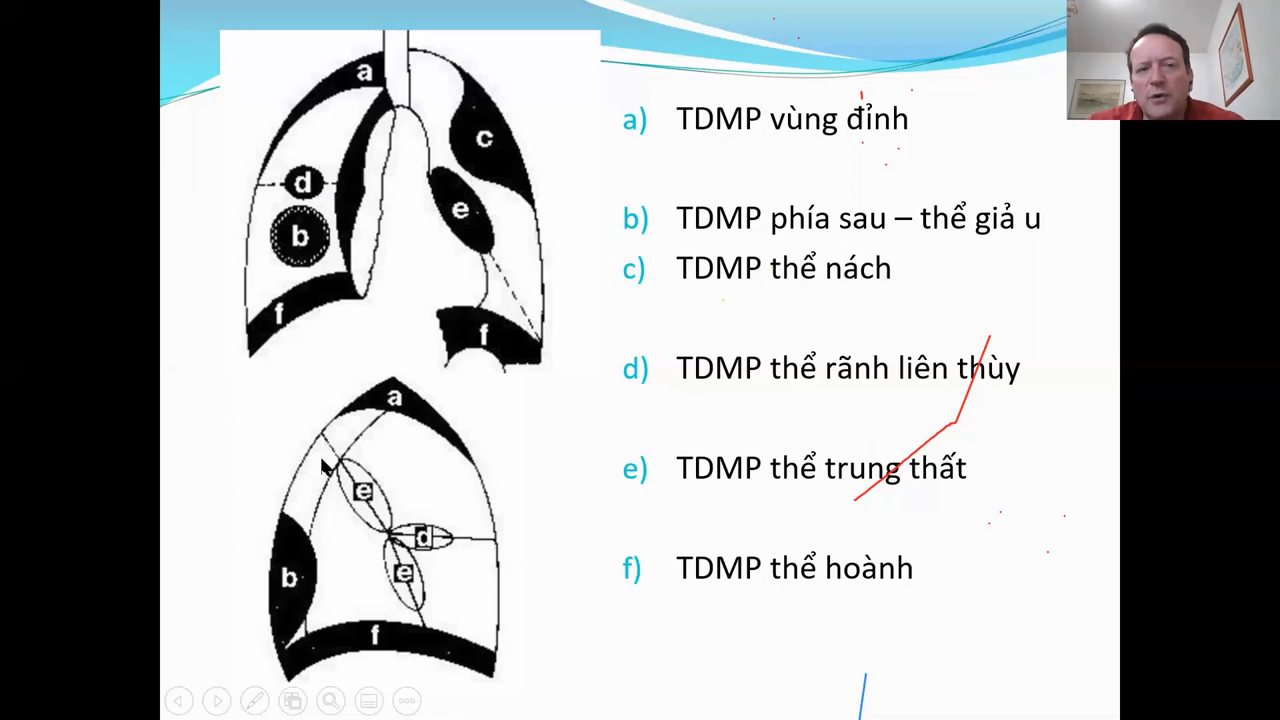 a
c
d
e
b
f
f
a) TDMP vùng đỉnh
b) TDMP phía sau – thể giả u
c) TDMP thể nách
d) TDMP thể rãnh liên thùy
e) TDMP thể trung thất
f) TDMP thể hoành
a
e
d
e
b
f